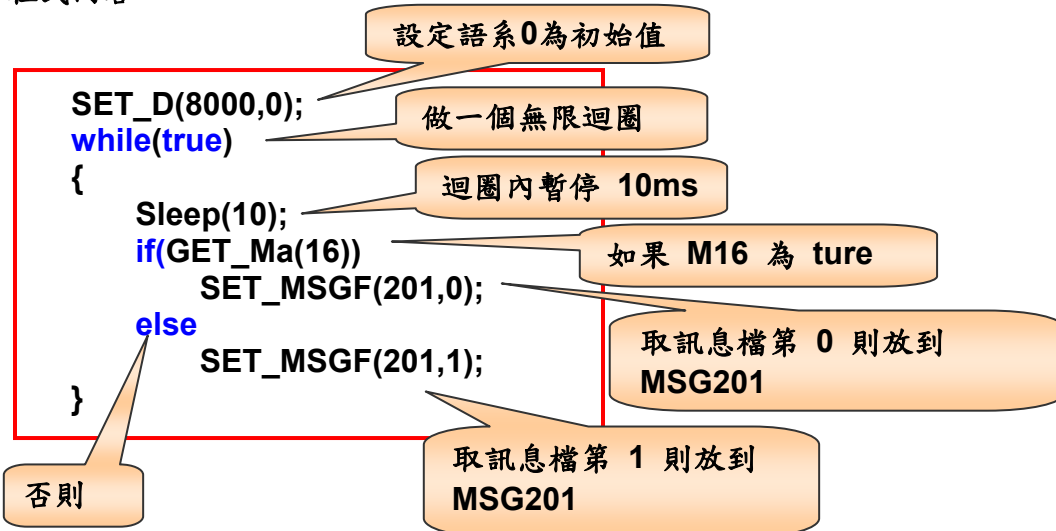 設定語系0為初始值
SET_D(8000,0);
while(true)
做一個無限迴圈
{
迴圈內暫停 10ms
Sleep(10);
if(GET_Ma(16))
如果 M16 為 ture
SET_MSGF(201,0);
取訊息檔第 0 則放到
MSG201
else
SET_MSGF(201,1);
}
取訊息檔第 1 則放到
MSG201
否則